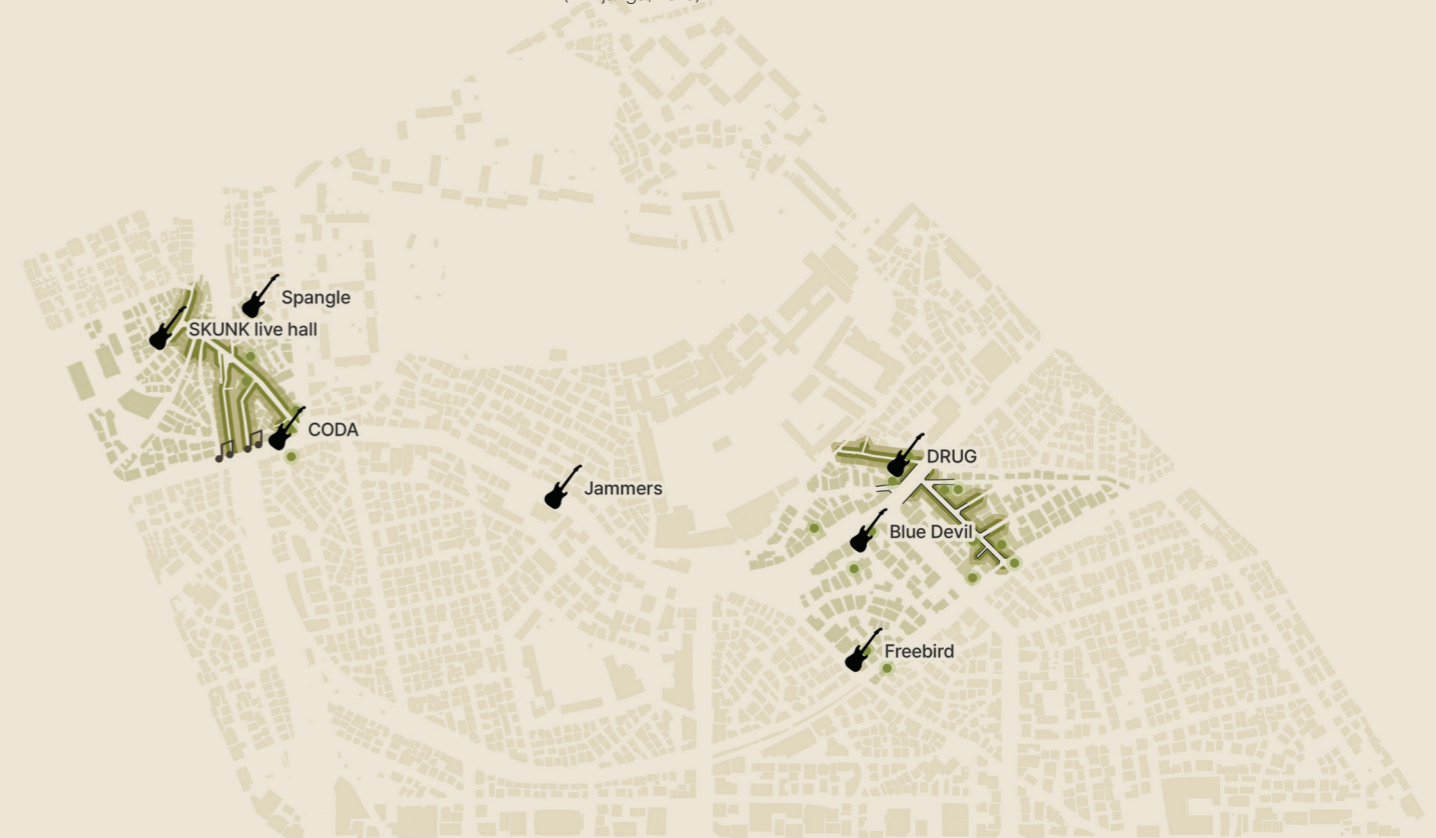 Spangle
SKUNK live hall
CODA
DRUG
Jammers
Blue Devil
Freebird